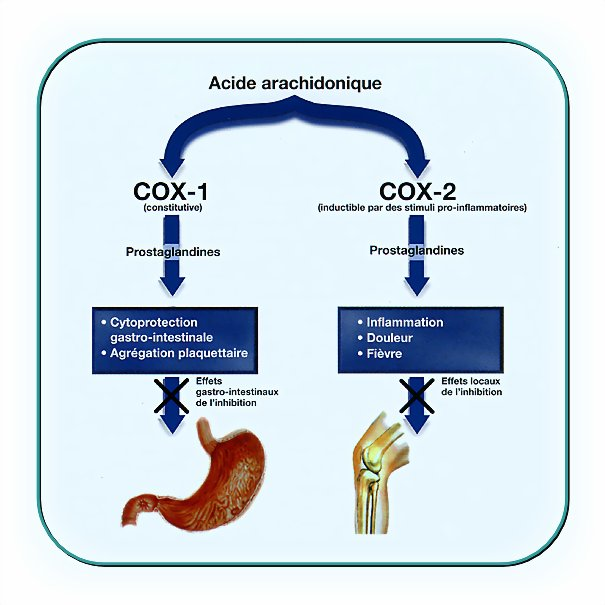 Acide arachidonique
COX-1
(constitutive)
COX-2
(inductible par des stimuli pro-inflammatoires)
Prostaglandines
Prostaglandines
• Cytoprotection
gastro-intestinale
• Agrégation plaquettaire
• Inflammation
• Douleur
• Fièvre
Effets
gastro-intestinaux
de l'inhibition
Effets locaux
de l'inhibition